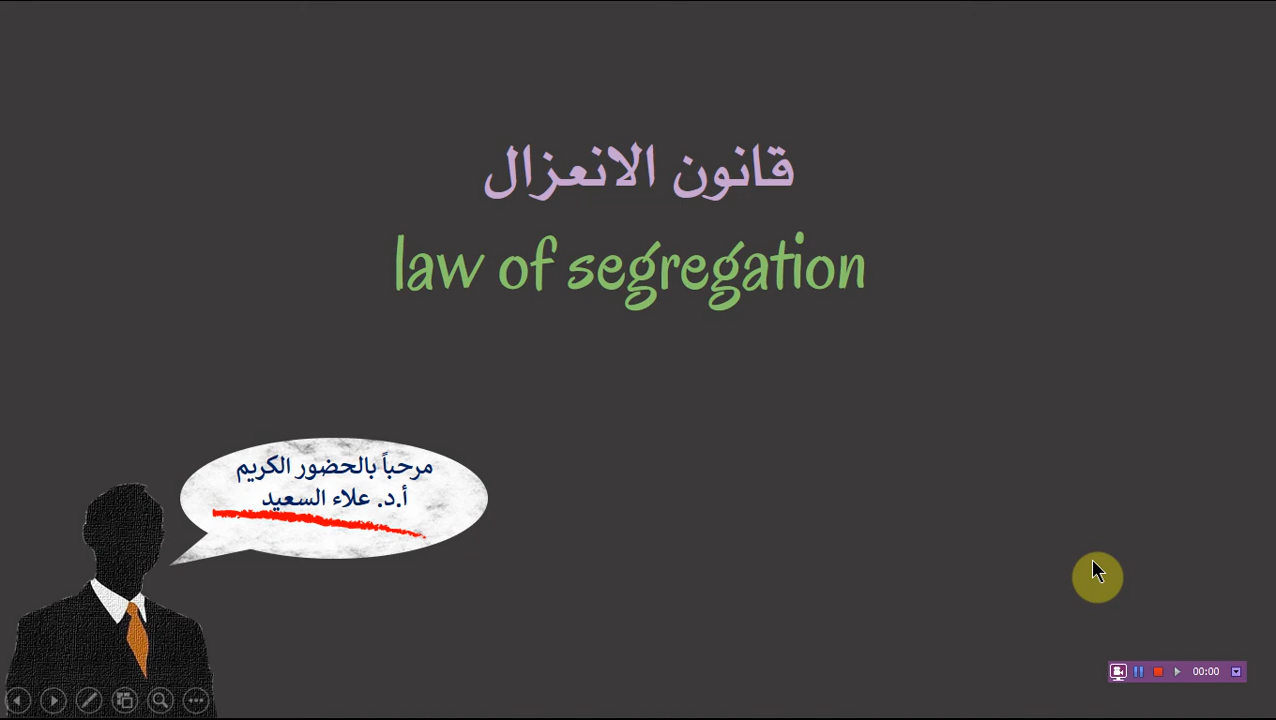 قانون الانعزال
law of segregation
مرحباً بالحضور الكريم
أ.د. علاء السعيد
00:00